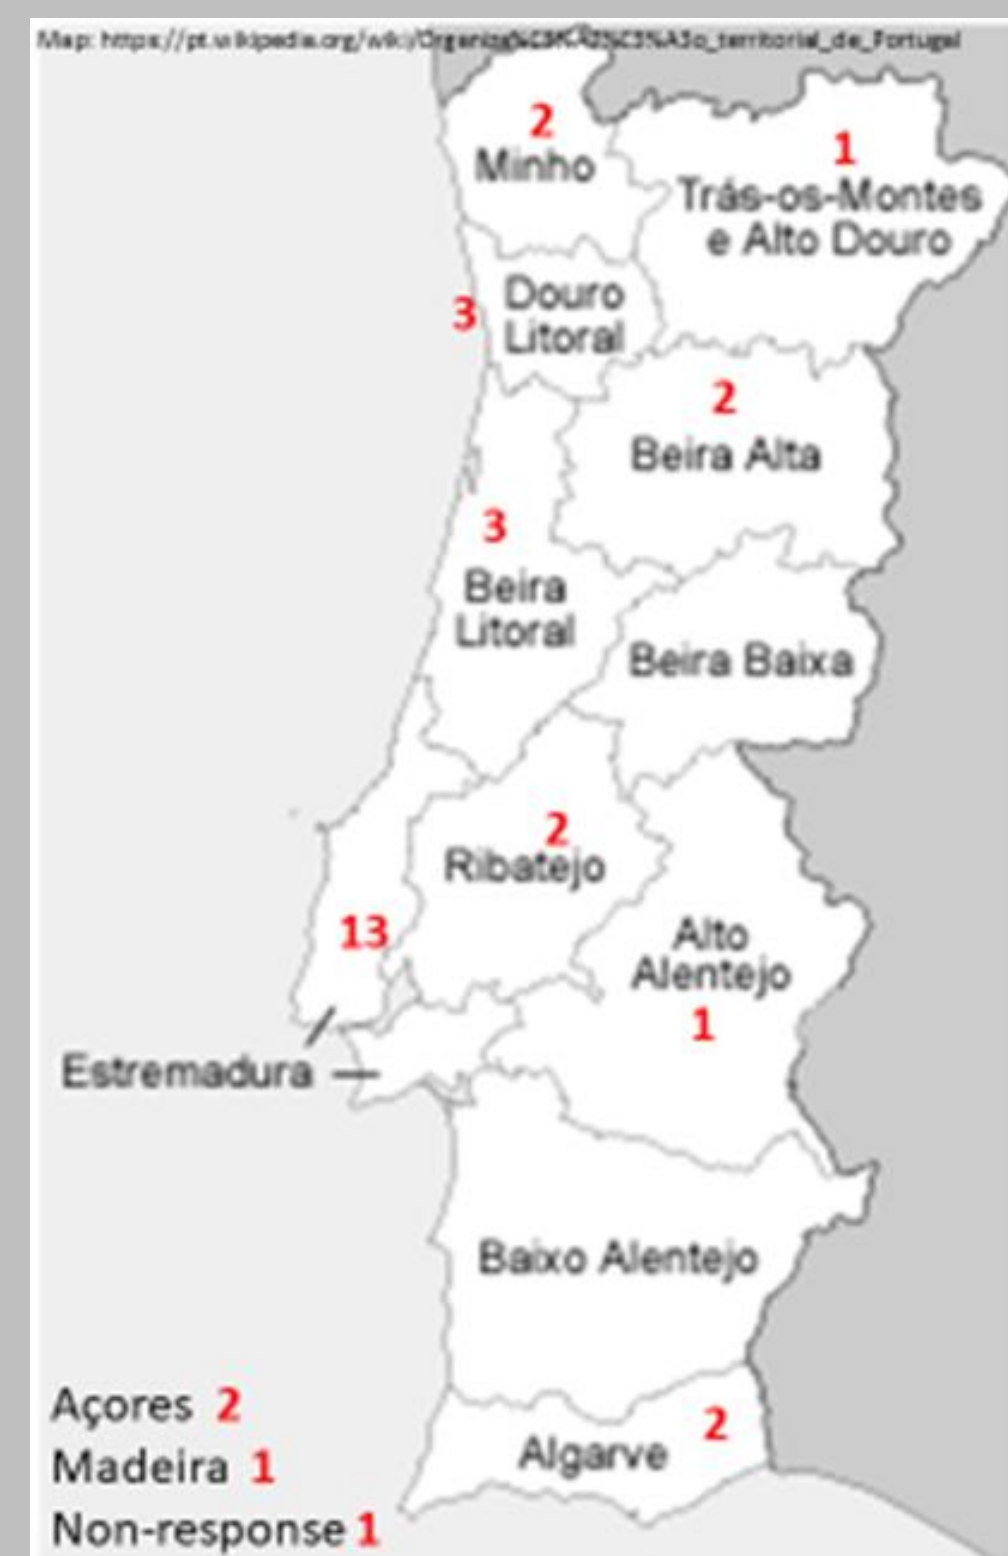 Map: https://pt.wikipedia.org/wiki/Organiza%C3%A7%C3%A3o_territorial_de_Portugal
2
Minho
1
Trás-os-Montes
e Alto Douro
3
Douro
Litoral
2
Beira Alta
3
Beira
Litoral
Beira Baixa
2
Ribatejo
13
Alto
Alentejo
1
Estremadura
Baixo Alentejo
2
Algarve
Açores 2
Madeira 1
Non-response 1